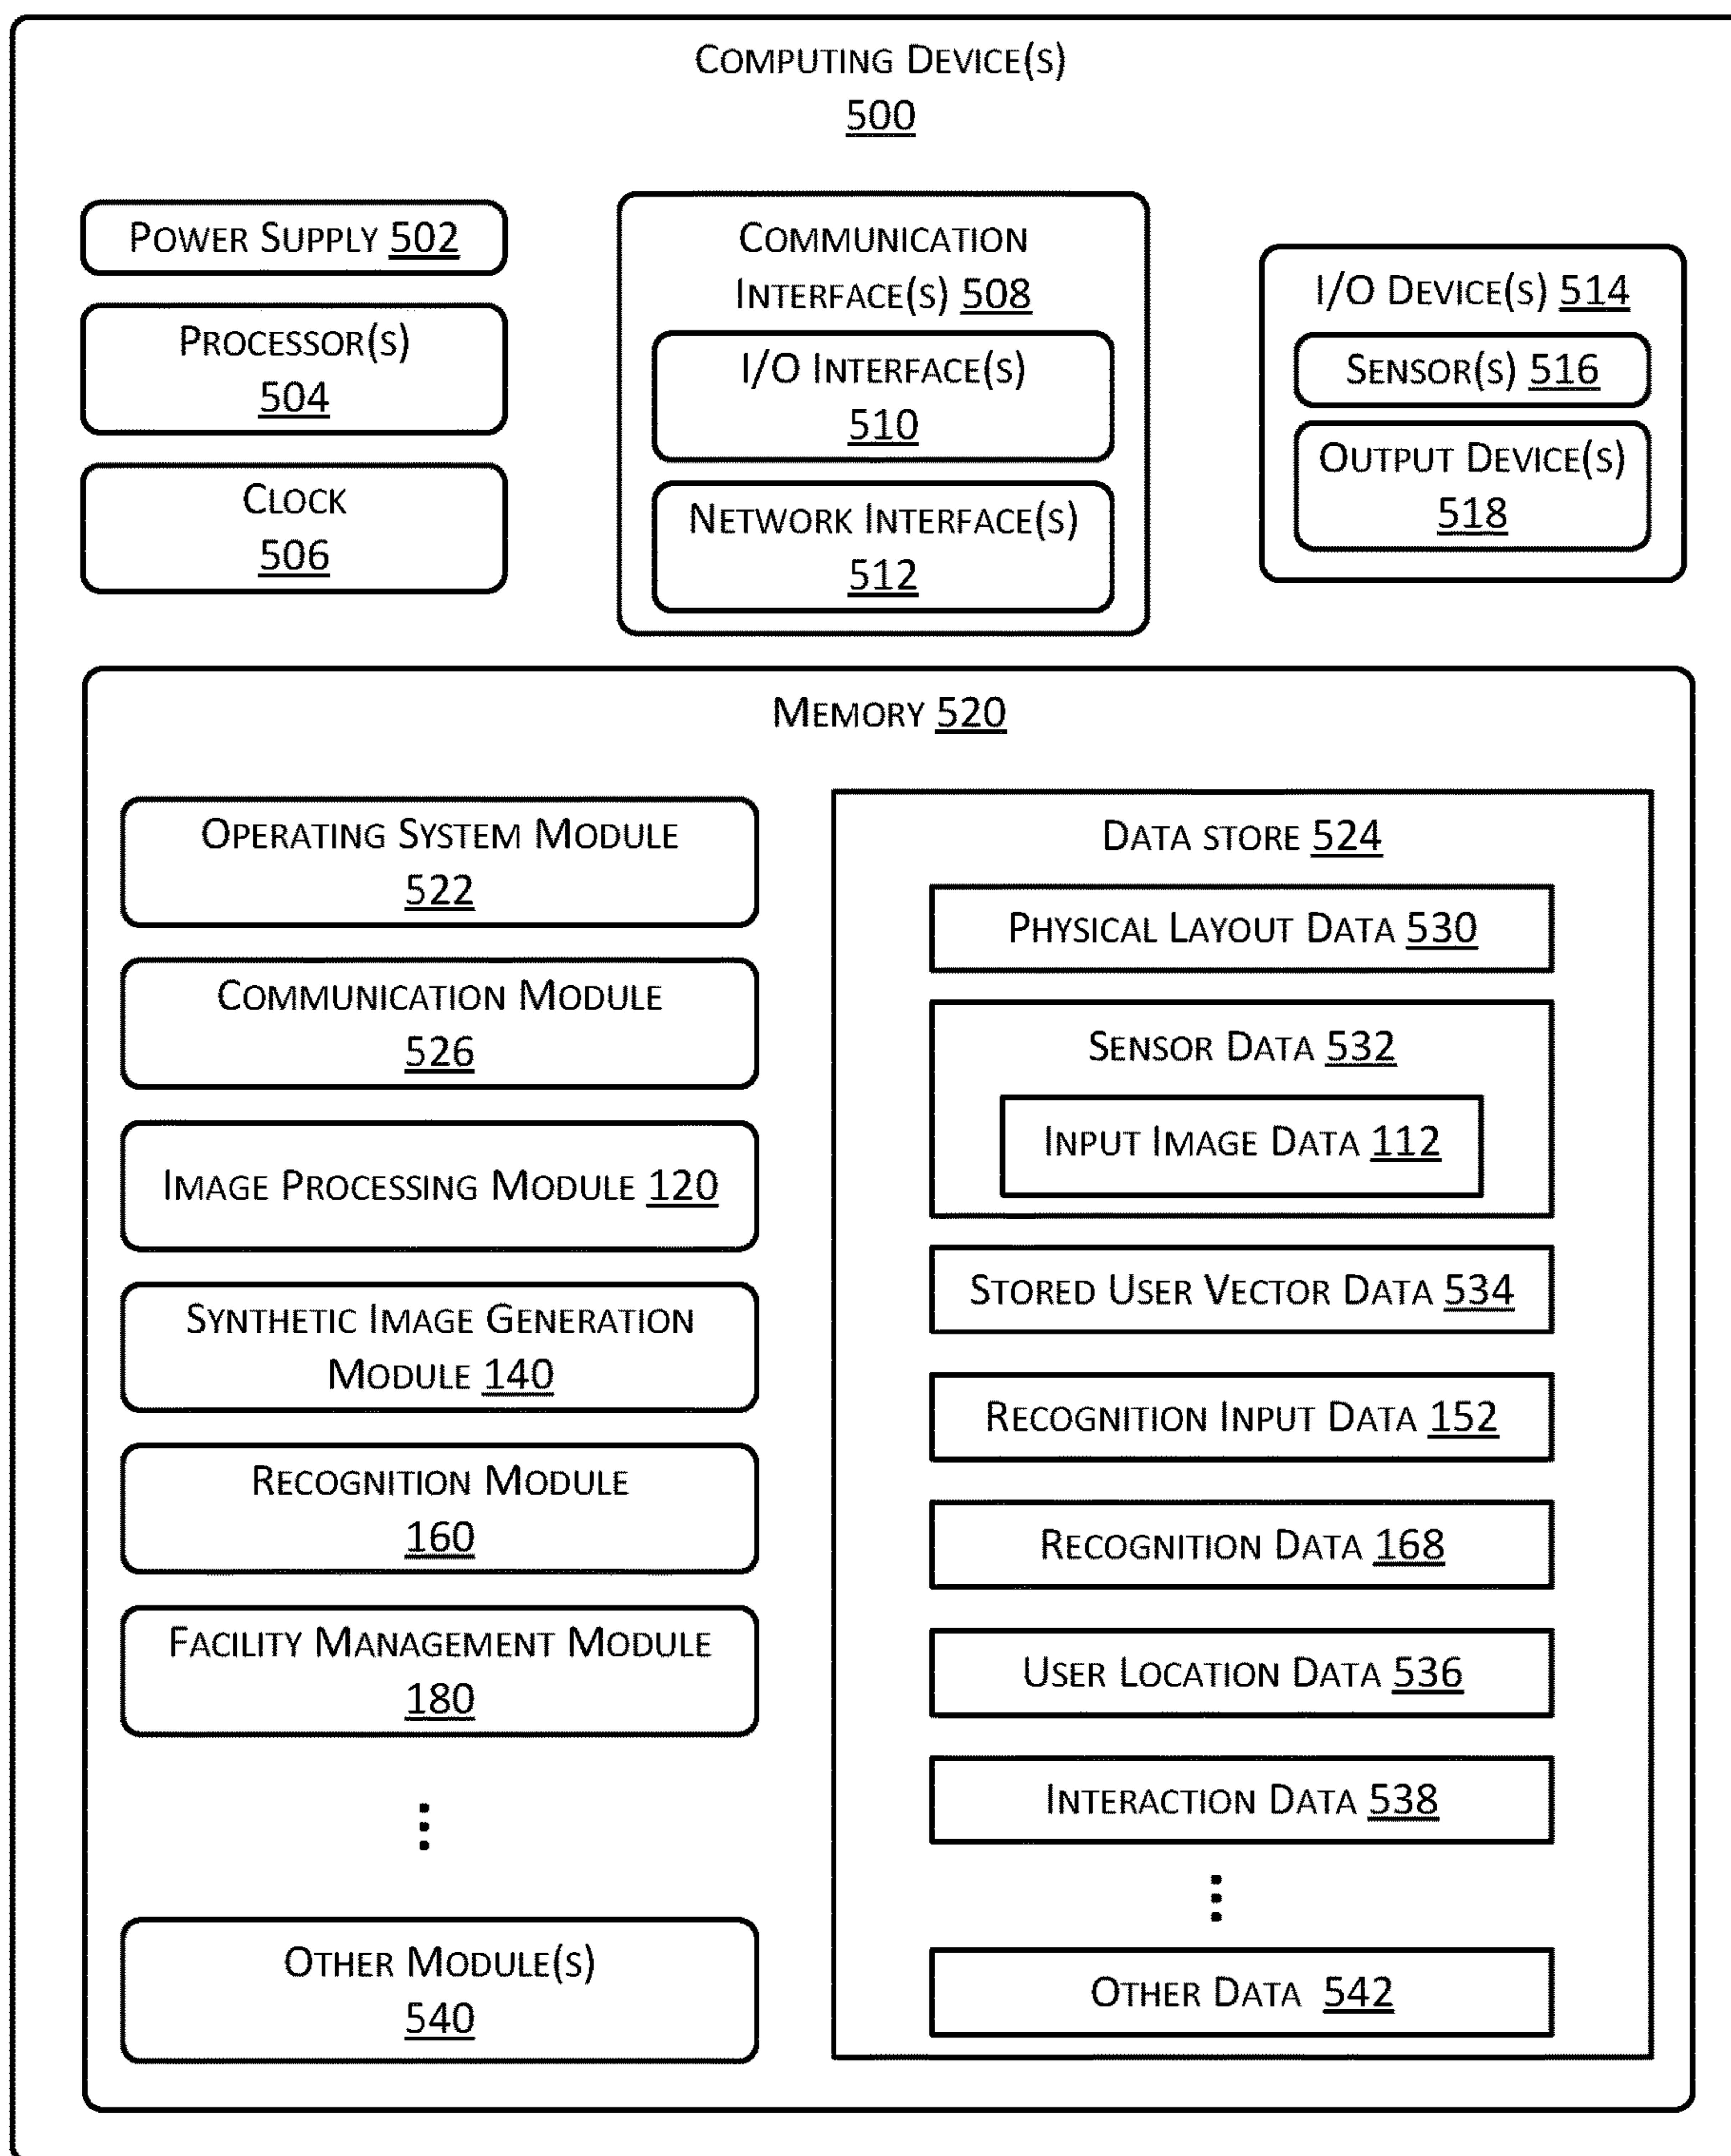 Computing Device(s)
500
Power Supply 502
Processor(s)
504
Clock
506
Communication
Interface(s) 508
I/O Interface(s)
510
Network Interface(s)
512
I/O Device(s) 514
Sensor(s) 516
Output Device(s)
518
Memory 520
Operating System Module
522
Communication Module
526
Image Processing Module 120
Synthetic Image Generation
Module 140
Recognition Module
160
Facility Management Module
180
Other Module(s)
540
Data store 524
Physical Layout Data 530
Sensor Data 532
Input Image Data 112
Stored User Vector Data 534
Recognition Input Data 152
Recognition Data 168
User Location Data 536
Interaction Data 538
Other Data 542